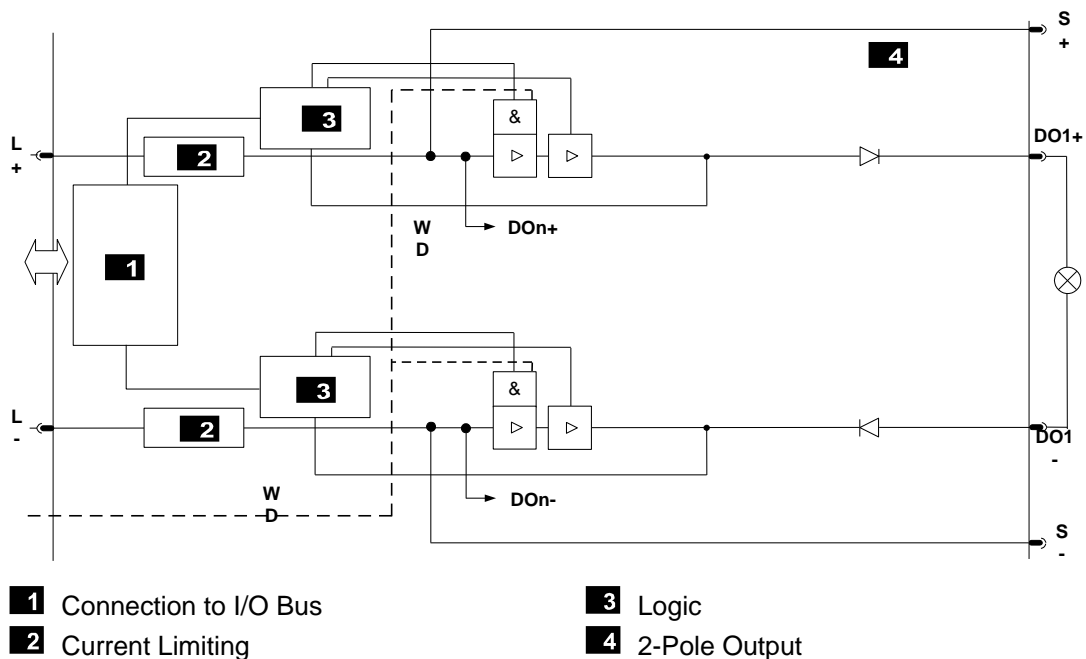 S
+
4
3
&
L
+
2
DO1+
W
D
DOn+
1
3
&
L
-
2
DO1
-
W
D
DOn-
S
-
1 Connection to I/O Bus
3 Logic
2 Current Limiting
4 2-Pole Output